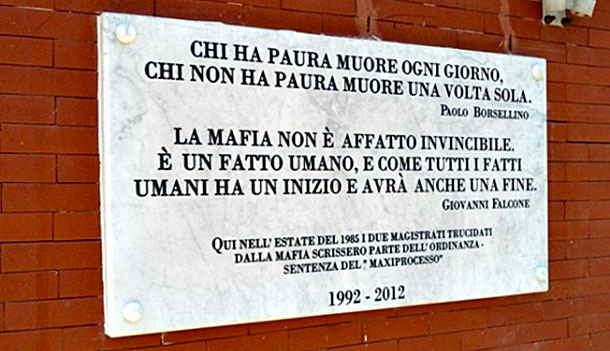 CHI HA PAURA MUORE OGNI GIORNO,
CHI NON HA PAURA MUORE UNA VOLTA SOLA.
PAOLO BORSELLINO
LA MAFIA NON È AFFATTO INVINCIBILE.
È UN FATTO UMANO, E COME TUTTI I FATTI
UMANI HA UN INIZIO E AVRÀ ANCHE UNA FINE.
GIOVANNI FALCONE
QUI NELL'ESTATE DEL 1985 I DUE MAGISTRATI TRUCIDATI
DALLA MAFIA SCRISSERO PARTE DELL'ORDINANZA -
SENTENZA DEL "MAXIPROCESSO"
1992 - 2012